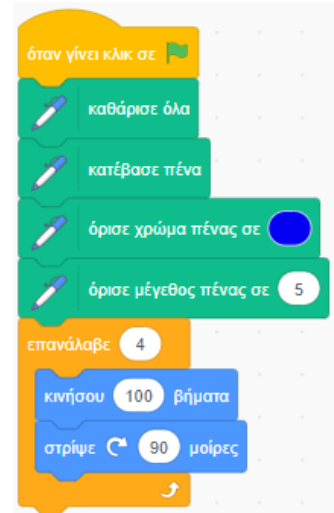 όταν γίνει κλικ σε
καθάρισε όλα
κατέβασε πένα
όρισε χρώμα πένας σε
όρισε μέγεθος πένας σε 5
επανάλαβε 4
κινήσου 100 βήματα
στρίψε 90 μοίρες